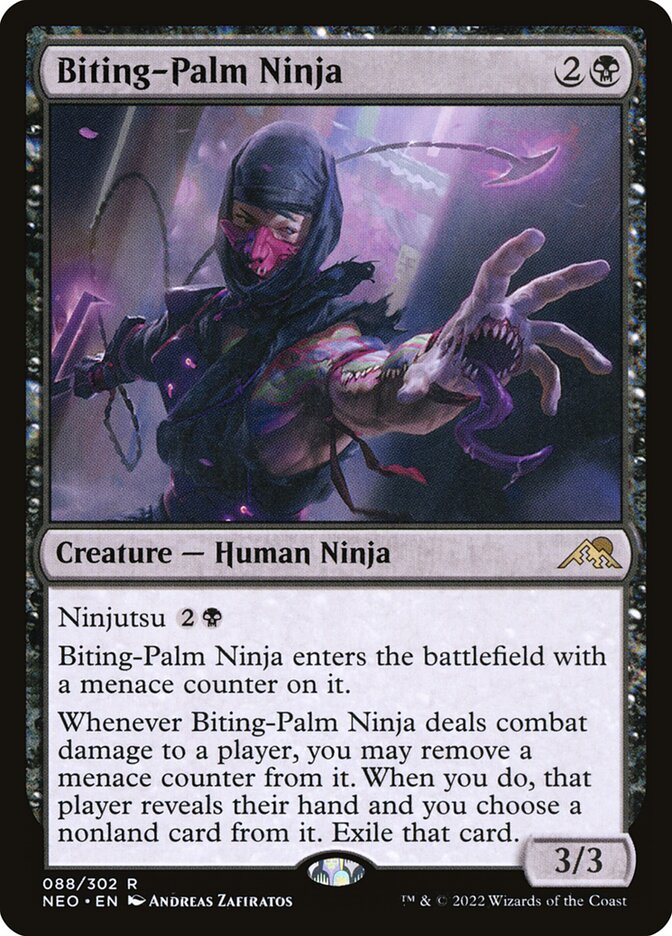 Biting-Palm Ninja 2
Creature — Human Ninja
Ninjutsu 2
Biting-Palm Ninja enters the battlefield with
a menace counter on it.
Whenever Biting-Palm Ninja deals combat
damage to a player, you may remove a
menace counter from it. When you do, that
player reveals their hand and you choose a
nonland card from it. Exile that card.
3/3
088/302 R
NEO • EN ANDREAS ZAFIRATOS ™ & © 2022 Wizards of the Coast